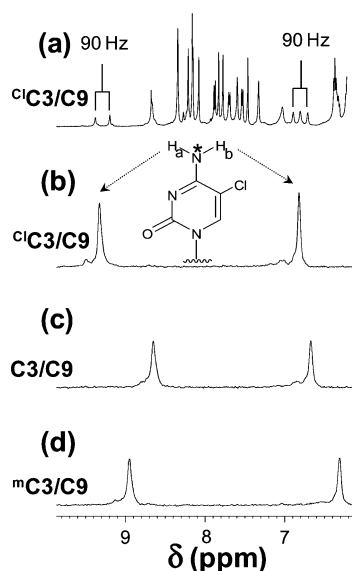 (a)
90 Hz
90 Hz
ClC3/C9
Ha
N
*
Hb
(b)
N
Cl
ClC3/C9
O
N
(c)
C3/C9
(d)
mC3/C9
9
8
7
δ (ppm)